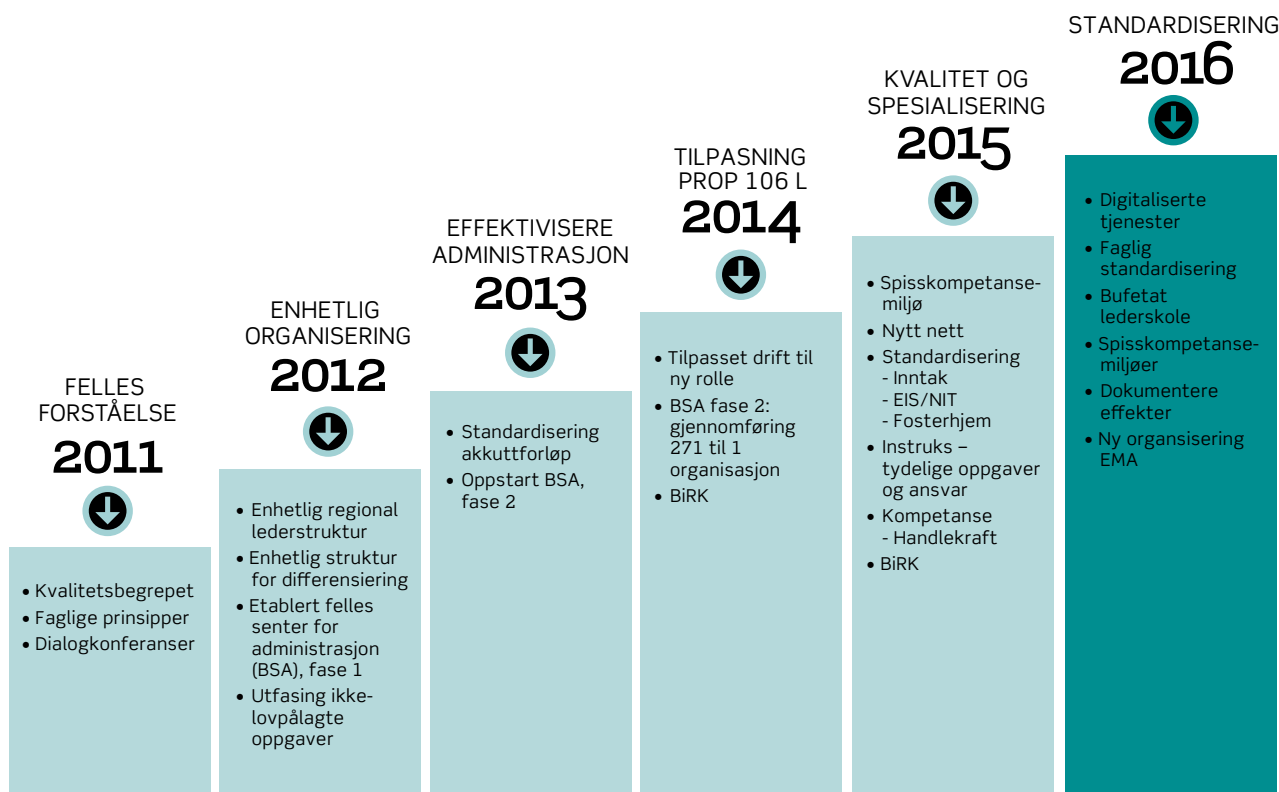 FELLES
FORSTÅELSE
2011
• Kvalitetsbegrepet
• Faglige prinsipper
• Dialogkonferanser
ENHETLIG
ORGANISERING
2012
• Enhetlig regional
lederstruktur
• Enhetlig struktur
for differensiering
• Etablert felles
senter for
administrasjon
(BSA), fase 1
• Utfasing ikke-
lovpålagte
oppgaver
EFFEKTIVISERE
ADMINISTRASJON
2013
• Standardisering
akkuttforløp
• Oppstart BSA,
fase 2
TILPASNING
PROP 106 L
2014
• Tilpasset drift til
ny rolle
• BSA fase 2:
gjennomføring
271 til 1
organisasjon
• BiRK
KVALITET OG
SPESIALISERING
2015
• Spisskompetanse-
miljø
• Nytt nett
• Standardisering
- Inntak
- EIS/NIT
- Fosterhjem
• Instruks –
tydelige oppgaver
og ansvar
• Kompetanse
- Handlekraft
• BiRK
STANDARDISERING
2016
• Digitaliserte
tjenester
• Faglig
standardisering
• Bufetat
lederskole
• Spisskompetanse-
miljøer
• Dokumentere
effekter
• Ny organsisering
EMA